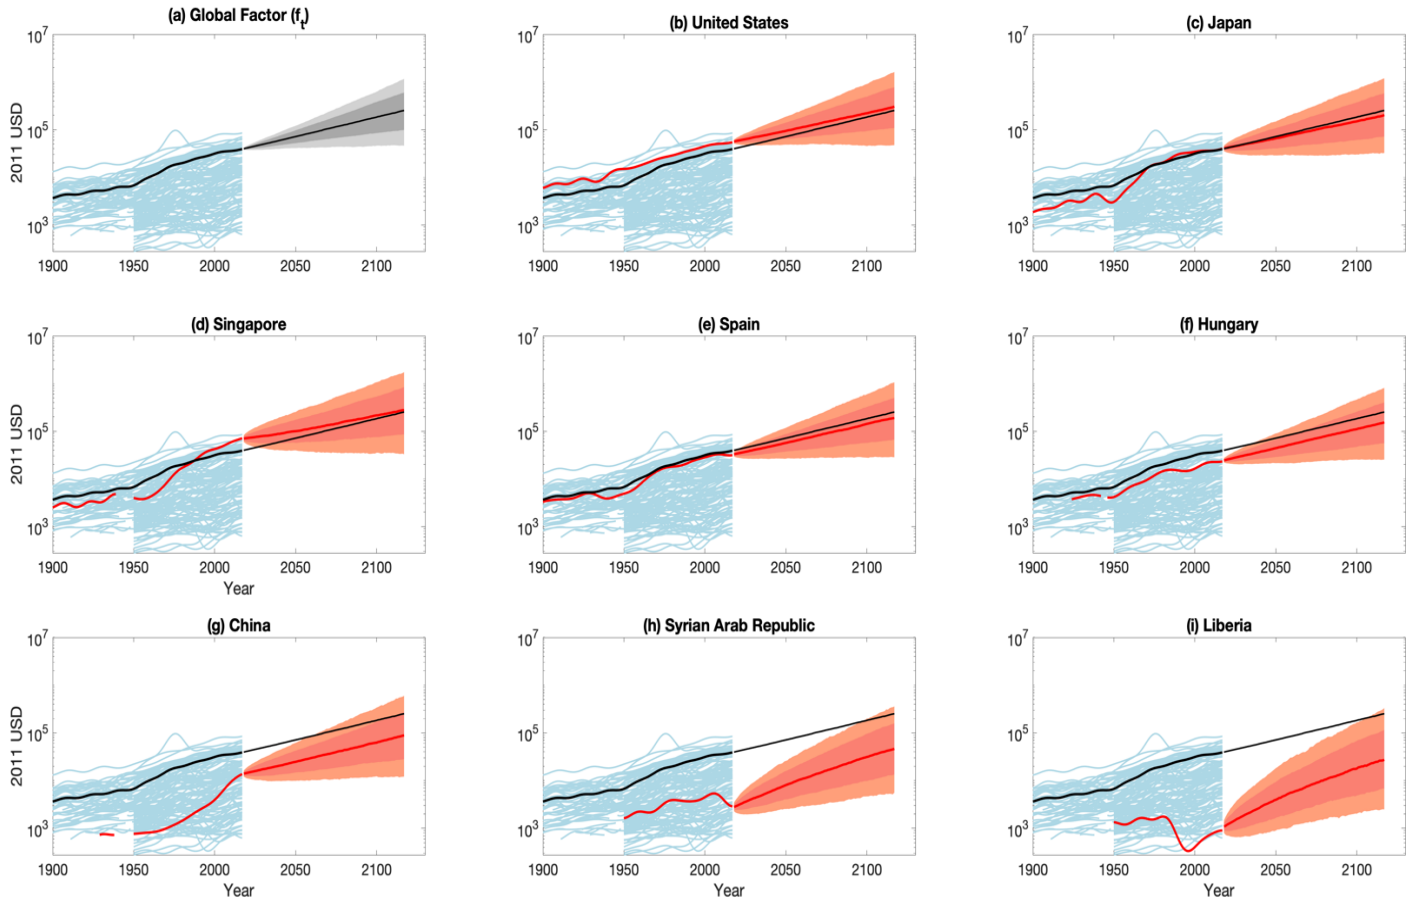 (a) Global Factor (f_t)
(b) United States
(c) Japan
10^7
10^5
10^3
2011 USD
1900 1950 2000 2050 2100
10^7
10^5
10^3
1900 1950 2000 2050 2100
10^7
10^5
10^3
1900 1950 2000 2050 2100
(d) Singapore
(e) Spain
(f) Hungary
10^7
10^5
10^3
2011 USD
1900 1950 2000 2050 2100
Year
10^7
10^5
10^3
1900 1950 2000 2050 2100
10^7
10^5
10^3
1900 1950 2000 2050 2100
(g) China
(h) Syrian Arab Republic
(i) Liberia
10^7
10^5
10^3
2011 USD
1900 1950 2000 2050 2100
Year
10^7
10^5
10^3
1900 1950 2000 2050 2100
Year
10^7
10^5
10^3
1900 1950 2000 2050 2100
Year